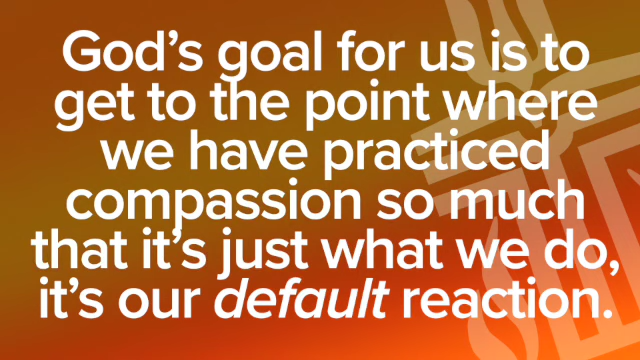 God’s goal for us is to
get to the point where
we have practiced
compassion so much
that it’s just what we do,
it’s our default reaction.